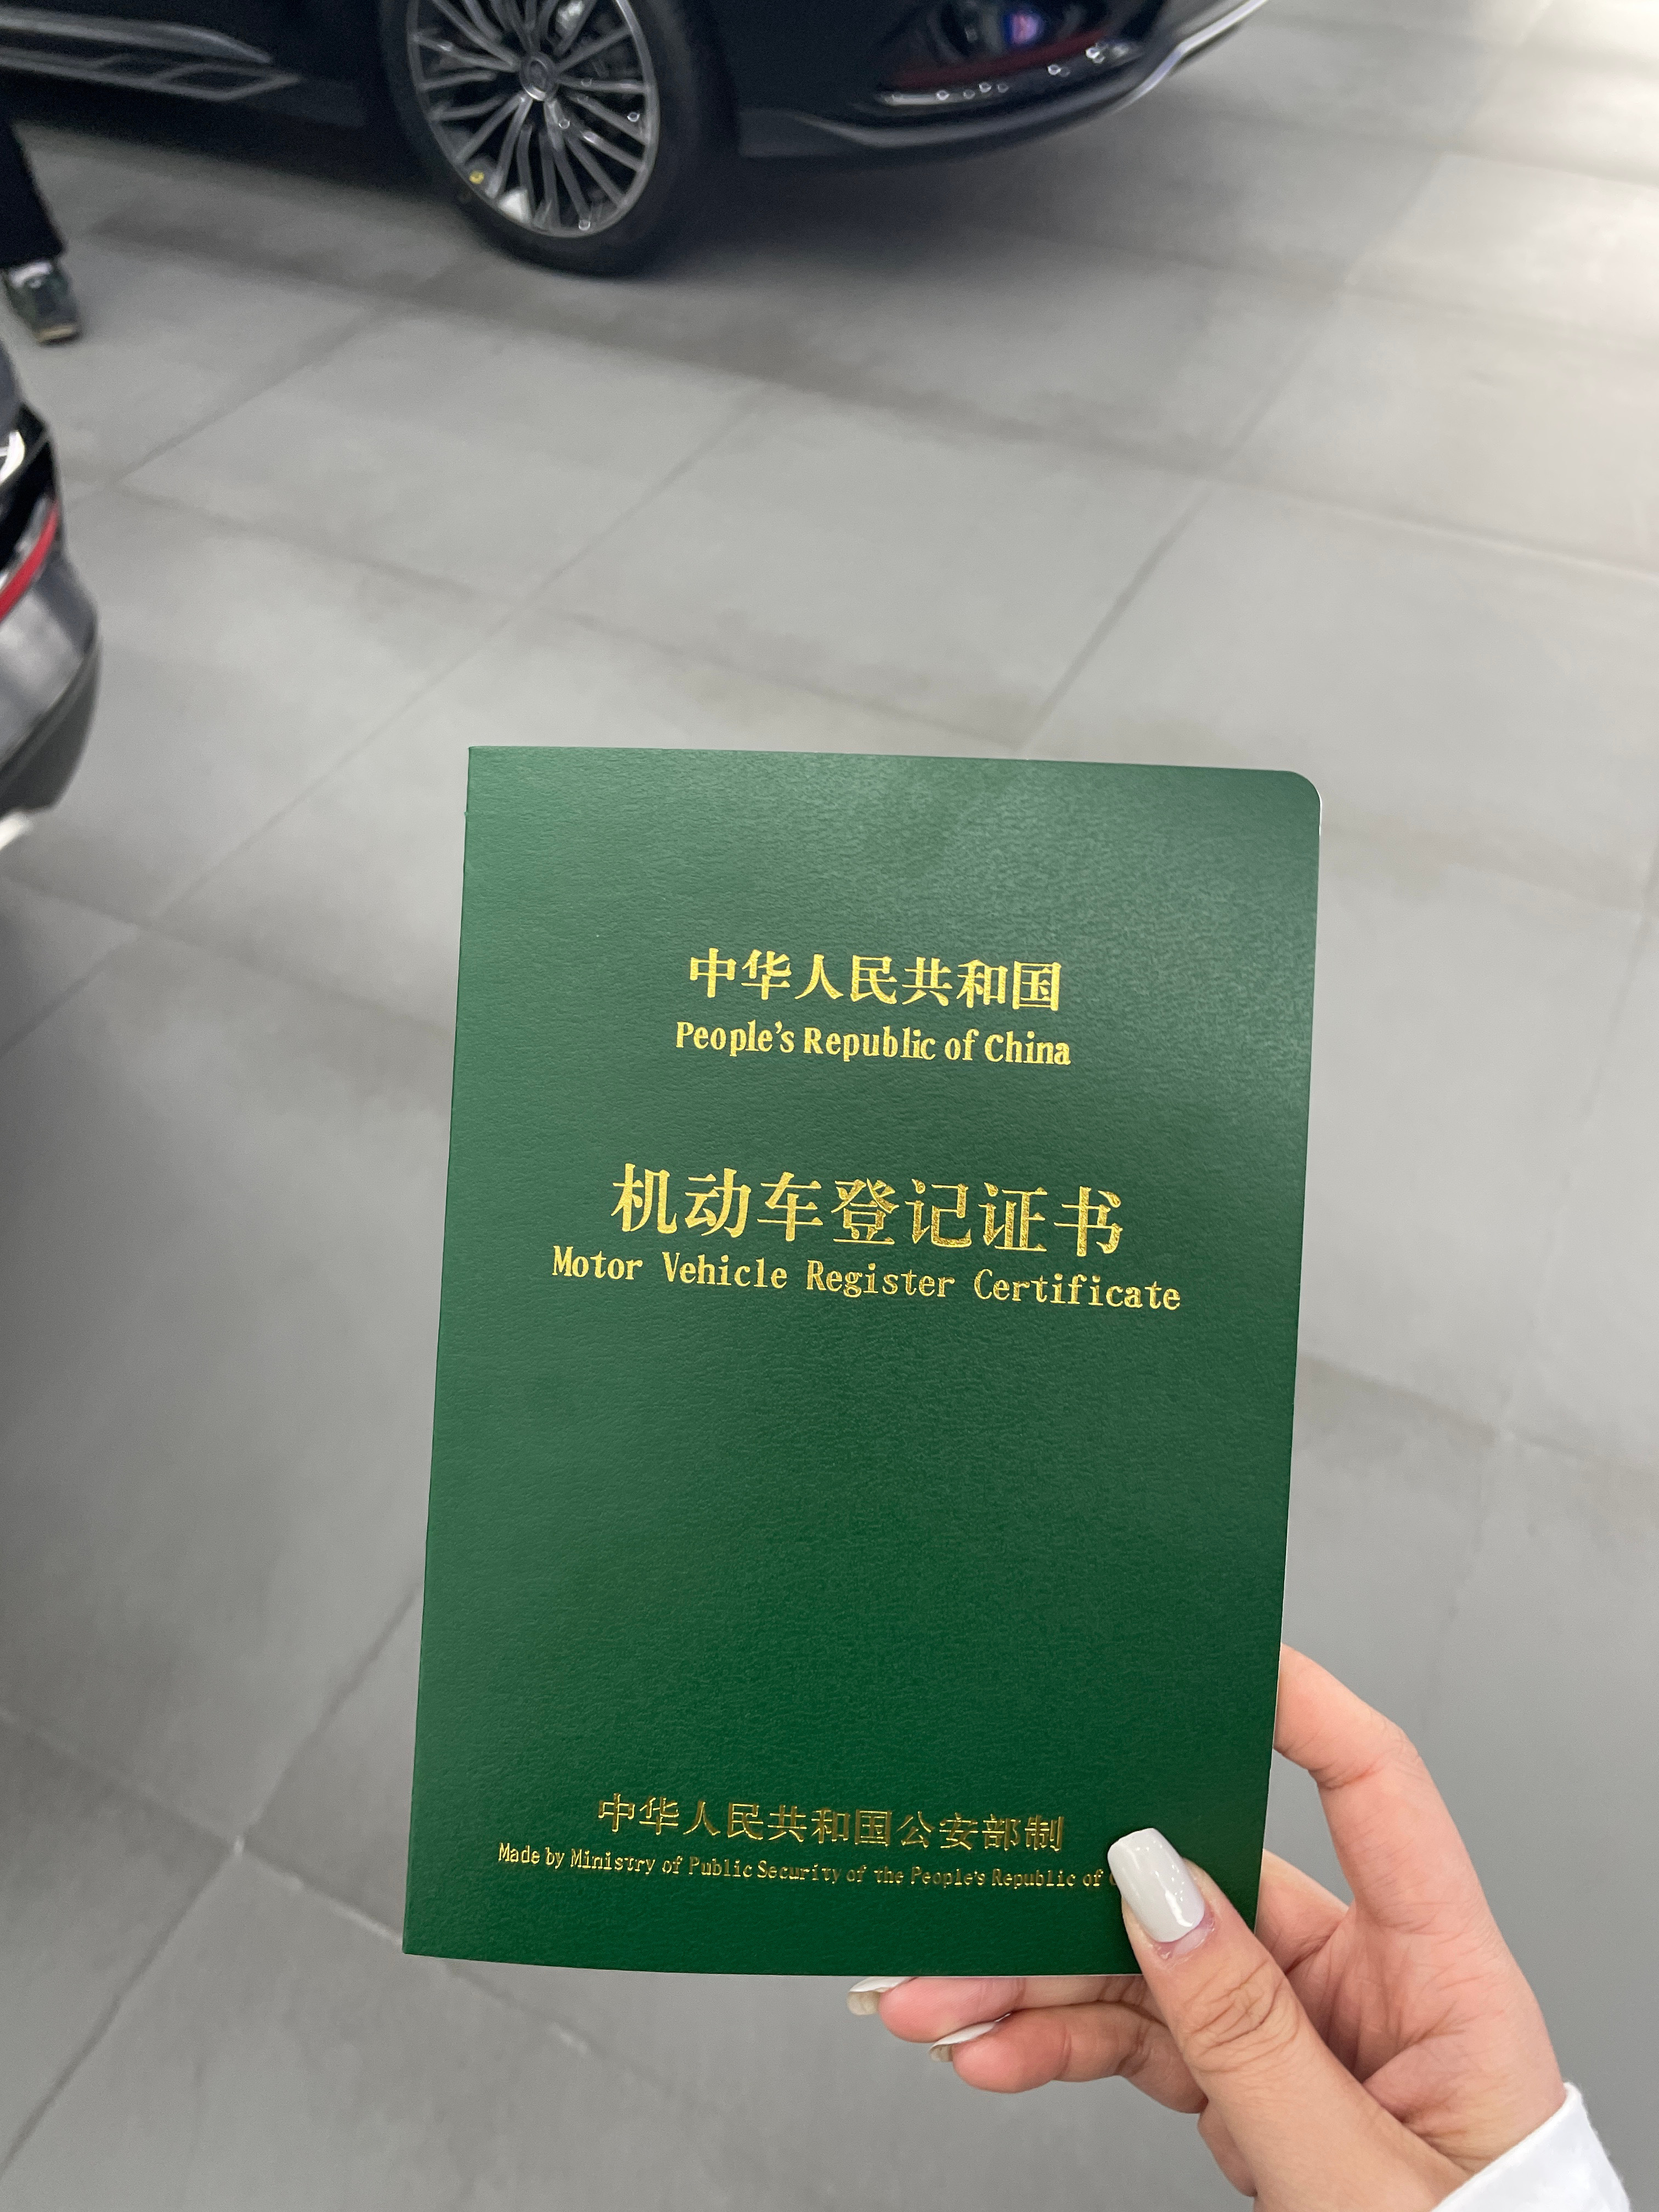 中华人民共和国
People's Republic of China
机动车登记证书
Motor Vehicle Register Certificate
中华人民共和国公安部制
Made by Ministry of Public Security of the People's Republic of